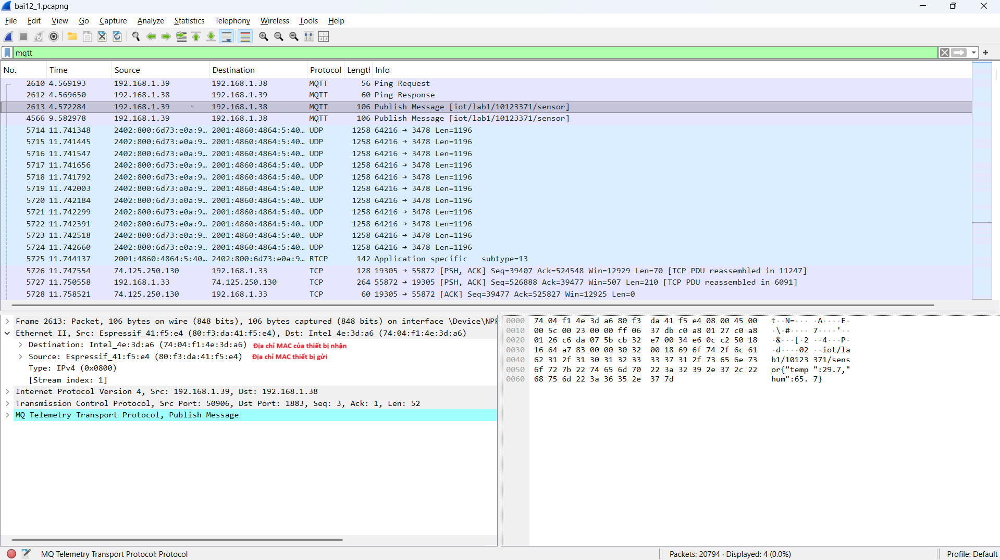 bai12_1.pcapng
File Edit View Go Capture Analyze Statistics Telephony Wireless Tools Help
mqtt
No. Time Source Destination Protocol Length Info
2610 4.569193 192.168.1.39 192.168.1.38 MQTT 56 Ping Request
2612 4.569650 192.168.1.38 192.168.1.39 MQTT 60 Ping Response
2613 4.572284 192.168.1.39 192.168.1.38 MQTT 106 Publish Message [iot/lab1/10123371/sensor]
4566 9.582978 192.168.1.39 192.168.1.38 MQTT 106 Publish Message [iot/lab1/10123371/sensor]
5714 11.741348 2402:800:6d73:e0a:9… 2001:4860:4864:5:40… UDP 1258 64216 → 3478 Len=1196
5715 11.741445 2402:800:6d73:e0a:9… 2001:4860:4864:5:40… UDP 1258 64216 → 3478 Len=1196
5716 11.741547 2402:800:6d73:e0a:9… 2001:4860:4864:5:40… UDP 1258 64216 → 3478 Len=1196
5717 11.741656 2402:800:6d73:e0a:9… 2001:4860:4864:5:40… UDP 1258 64216 → 3478 Len=1196
5718 11.741792 2402:800:6d73:e0a:9… 2001:4860:4864:5:40… UDP 1258 64216 → 3478 Len=1196
5719 11.742003 2402:800:6d73:e0a:9… 2001:4860:4864:5:40… UDP 1258 64216 → 3478 Len=1196
5720 11.742184 2402:800:6d73:e0a:9… 2001:4860:4864:5:40… UDP 1258 64216 → 3478 Len=1196
5721 11.742299 2402:800:6d73:e0a:9… 2001:4860:4864:5:40… UDP 1258 64216 → 3478 Len=1196
5722 11.742391 2402:800:6d73:e0a:9… 2001:4860:4864:5:40… UDP 1258 64216 → 3478 Len=1196
5723 11.742518 2402:800:6d73:e0a:9… 2001:4860:4864:5:40… UDP 1258 64216 → 3478 Len=1196
5724 11.742660 2402:800:6d73:e0a:9… 2001:4860:4864:5:40… UDP 1258 64216 → 3478 Len=1196
5725 11.744137 2001:4860:4864:5:40… 2402:800:6d73:e0a:9… RTCP 142 Application specific subtype=13
5726 11.747554 74.125.250.130 192.168.1.33 TCP 128 19305 → 55872 [PSH, ACK] Seq=39407 Ack=524548 Win=12929 Len=70 [TCP PDU reassembled in 11247]
5727 11.750558 192.168.1.33 74.125.250.130 TCP 264 55872 → 19305 [PSH, ACK] Seq=526888 Ack=39477 Win=507 Len=210 [TCP PDU reassembled in 6091]
5728 11.758521 74.125.250.130 192.168.1.33 TCP 60 19305 → 55872 [ACK] Seq=39477 Ack=525827 Win=12925 Len=0
Frame 2613: Packet, 106 bytes on wire (848 bits), 106 bytes captured (848 bits) on interface \Device\NPF
Ethernet II, Src: Espressif_41:f5:e4 (80:f3:da:41:f5:e4), Dst: Intel_4e:3d:a6 (74:04:f1:4e:3d:a6)
Destination: Intel_4e:3d:a6 (74:04:f1:4e:3d:a6) Địa chỉ MAC của thiết bị nhận
Source: Espressif_41:f5:e4 (80:f3:da:41:f5:e4) Địa chỉ MAC thiết bị gửi
Type: IPv4 (0x0800)
[Stream index: 1]
Internet Protocol Version 4, Src: 192.168.1.39, Dst: 192.168.1.38
Transmission Control Protocol, Src Port: 50906, Dst Port: 1883, Seq: 3, Ack: 1, Len: 52
MQ Telemetry Transport Protocol, Publish Message
0000 74 04 f1 4e 3d a6 80 f3 da 41 f5 e4 08 00 45 00 t··N=··· ·A····E·
0010 00 5c 00 23 00 00 ff 06 37 db c0 a8 01 27 c0 a8 ·\·#···· 7····'··
0020 01 26 c6 da 07 5b cb 32 e7 00 34 e6 0c c2 50 18 ·&···[·2 ··4···P·
0030 16 64 a7 83 00 00 30 32 00 18 69 6f 74 2f 6c 61 ·d····02 ··iot/la
0040 62 31 2f 31 30 31 32 33 33 37 31 2f 73 65 6e 73 b1/10123 371/sens
0050 6f 72 7b 22 74 65 6d 70 22 3a 32 39 2e 37 2c 22 or{"temp ":29.7,"
0060 68 75 6d 22 3a 36 35 2e 37 7d hum":65. 7}
MQ Telemetry Transport Protocol: Protocol
Packets: 20794 · Displayed: 4 (0.0%)
Profile: Default